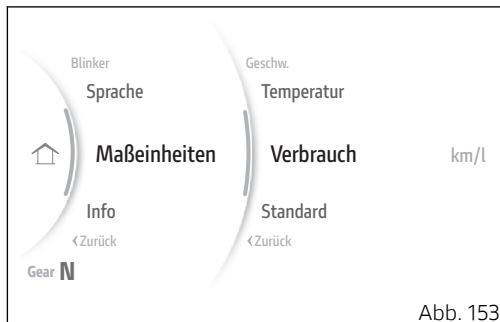 Blinker Geschw.
Sprache Temperatur
Maßeinheiten Verbrauch km/l
Info Standard
‹Zurück ‹Zurück
Gear N
Abb. 153